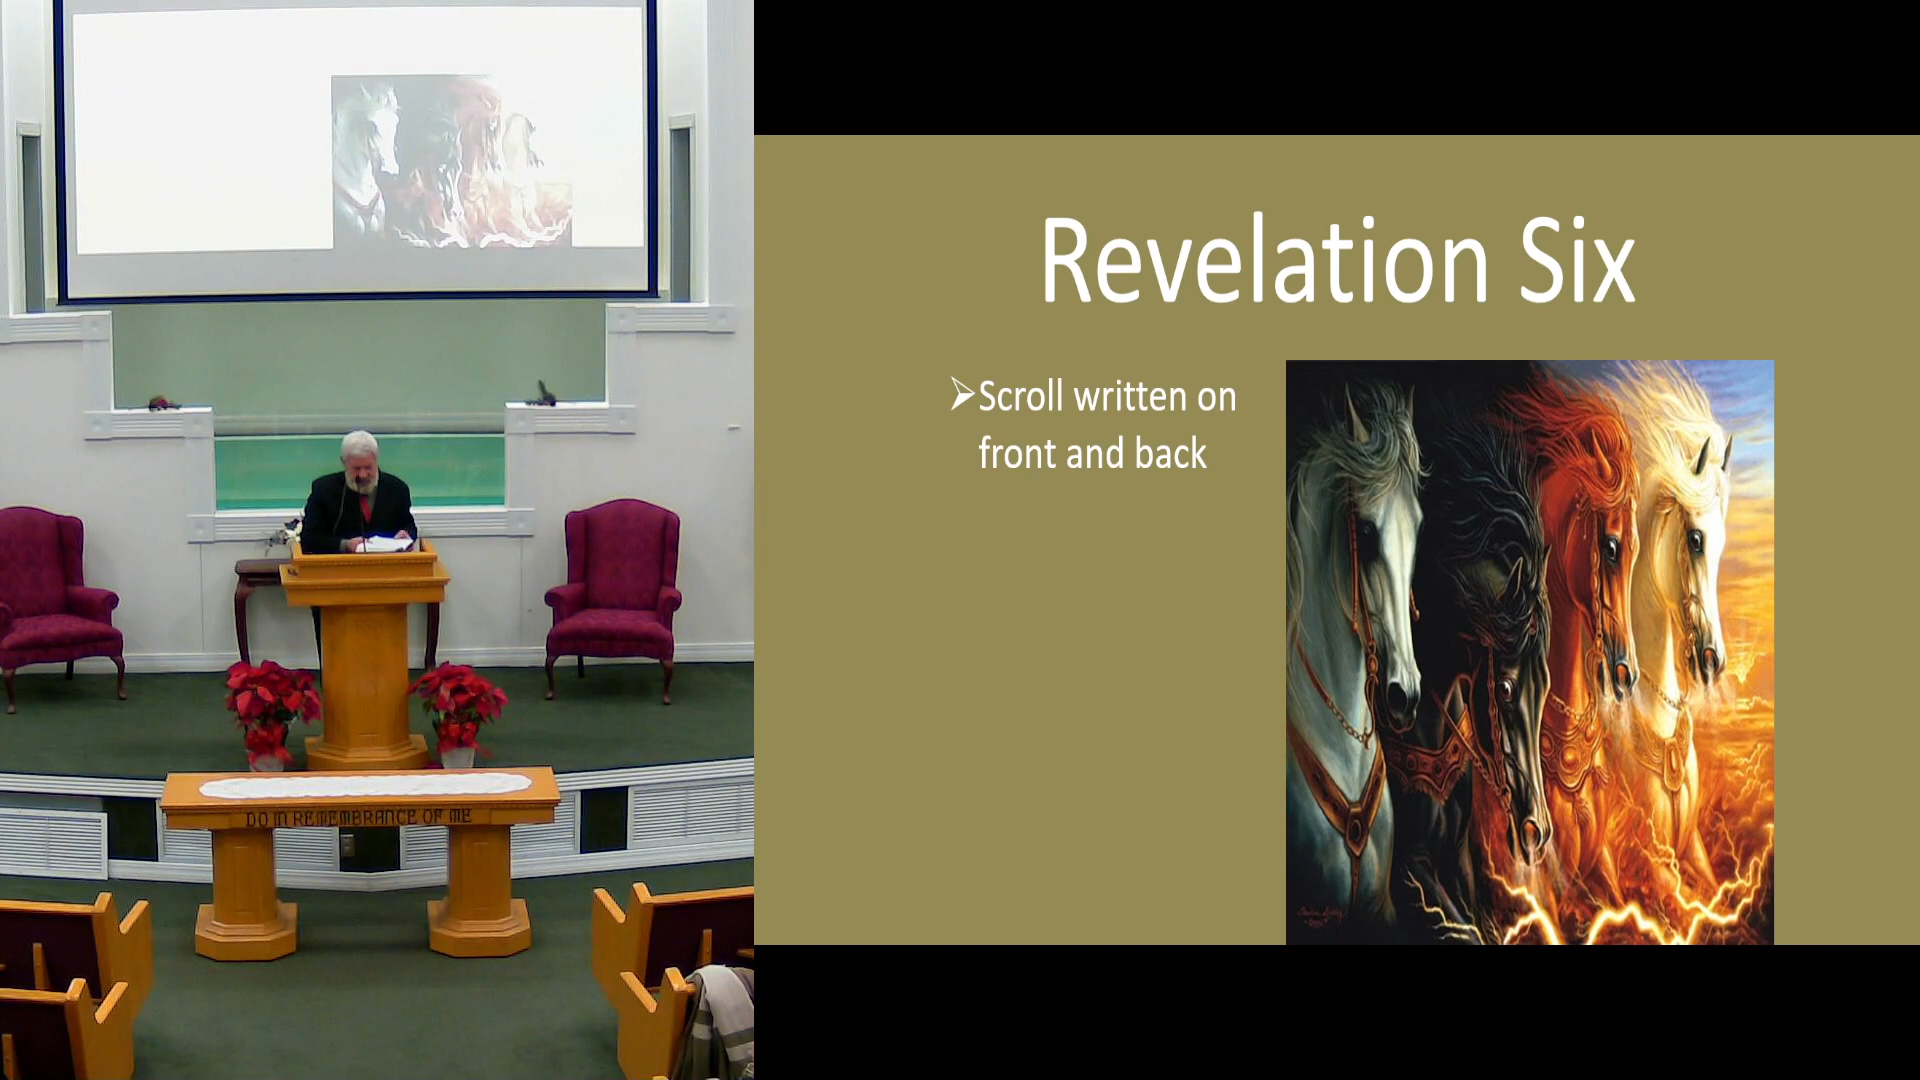 DO IN REMEMBRANCE OF ME
Revelation Six
➢Scroll written on
front and back